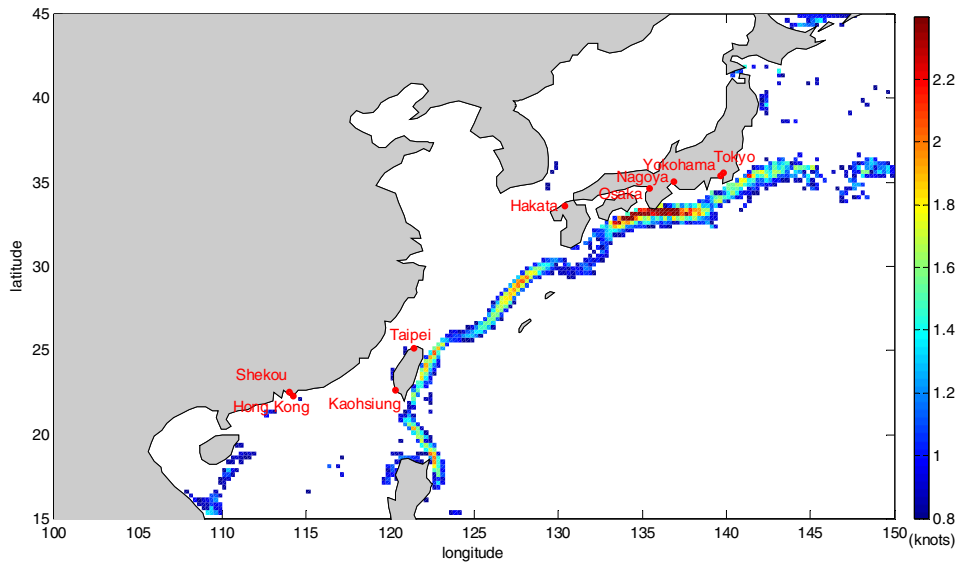 45
40
35
30
25
20
15
latitude
100
105
110
115
120
125
130
135
140
145
150
longitude
Tokyo
Yokohama
Nagoya
Osaka
Hakata
Taipei
Shekou
Hong Kong
Kaohsiung
2.2
2
1.8
1.6
1.4
1.2
1
0.8
(knots)